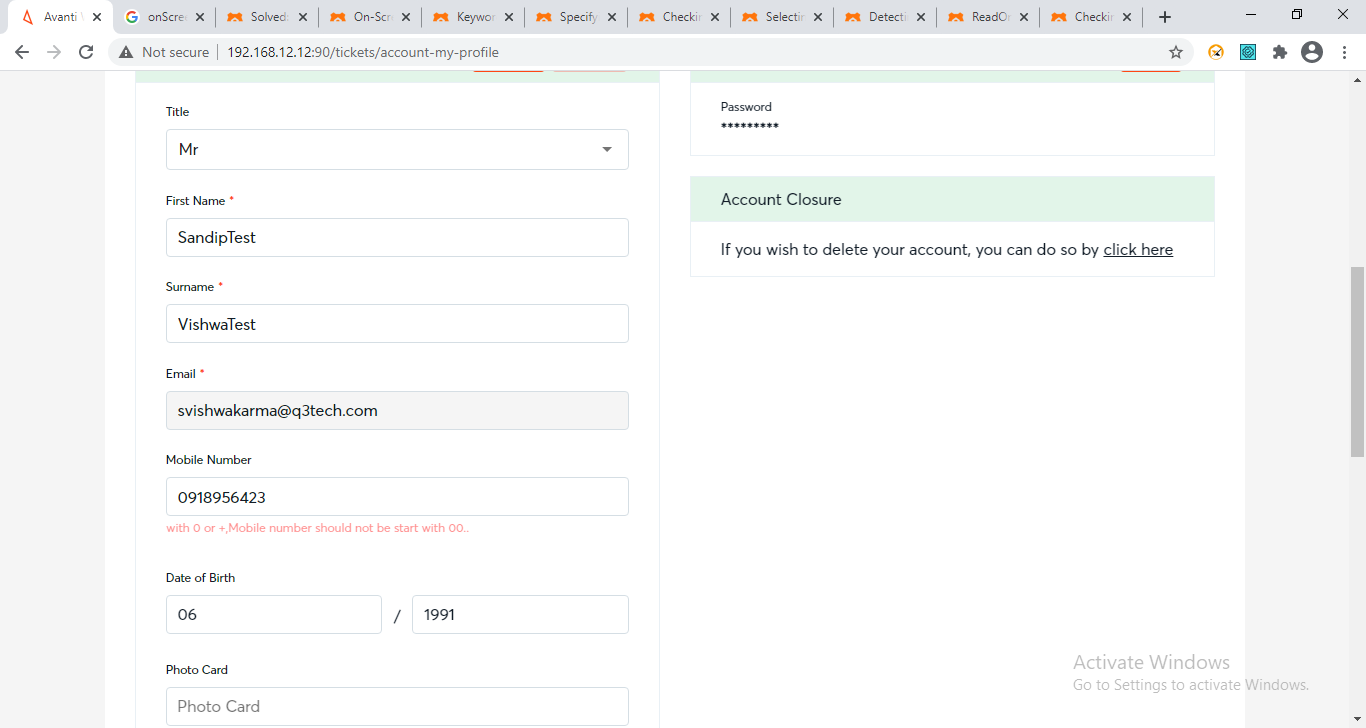 Avanti
onScre
Solved:
On-Scr
Keywor
Specify
Checkin
Selectin
Detecti
ReadOn
Checkin
Not secure
192.168.12.12:90/tickets/account-my-profile
Title
Mr
First Name *
SandipTest
Surname *
VishwaTest
Email *
svishwakarma@q3tech.com
Mobile Number
0918956423
with 0 or +,Mobile number should not be start with 00..
Date of Birth
06 / 1991
Photo Card
Photo Card
Password
*********
Account Closure
If you wish to delete your account, you can do so by click here
Activate Windows
Go to Settings to activate Windows.